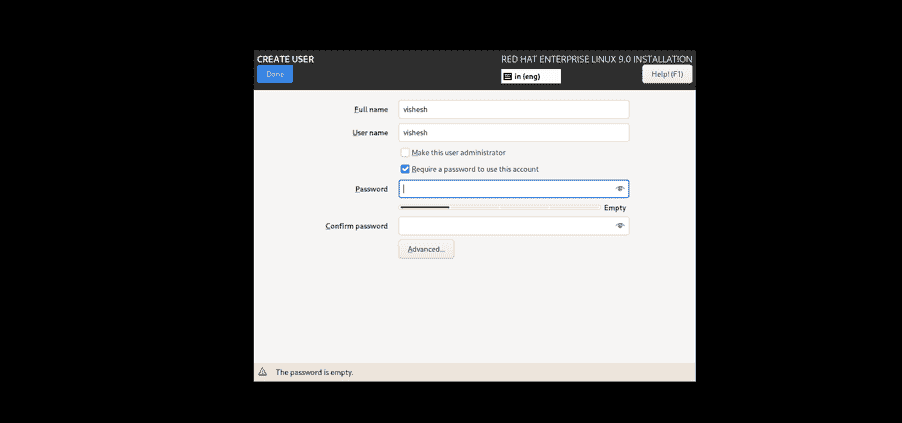 CREATE USER
RED HAT ENTERPRISE LINUX 9.0 INSTALLATION
Done
in (eng)
Help! (F1)
Full name
vishesh
User name
vishesh
Make this user administrator
Require a password to use this account
Password
Empty
Confirm password
Advanced...
The password is empty.